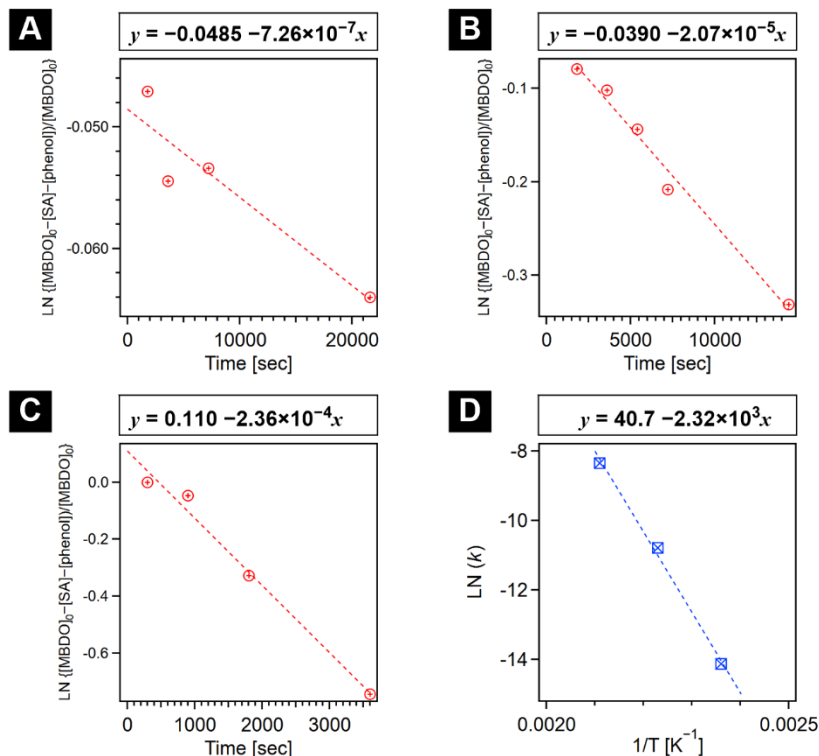 A
y = −0.0485 −7.26×10⁻⁷x
LN {[MBDO]₀−[SA]−[phenol])/[MBDO]₀}
-0.050
-0.060
0 10000 20000
Time [sec]
B
y = −0.0390 −2.07×10⁻⁵x
LN {[MBDO]₀−[SA]−[phenol])/[MBDO]₀}
-0.1
-0.2
-0.3
0 5000 10000
Time [sec]
C
y = 0.110 −2.36×10⁻⁴x
LN {[MBDO]₀−[SA]−[phenol])/[MBDO]₀}
0.0
-0.2
-0.4
-0.6
0 1000 2000 3000
Time [sec]
D
y = 40.7 −2.32×10³x
LN (k)
-8
-10
-12
-14
0.0020 0.0025
1/T [K⁻¹]